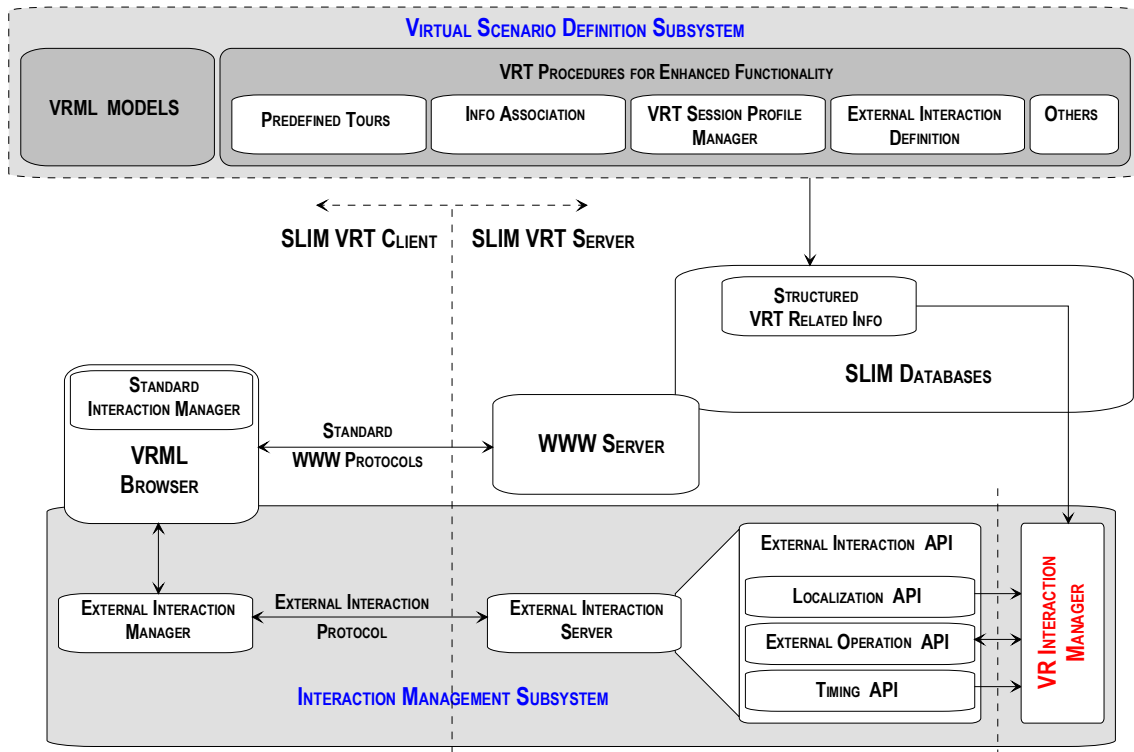 Virtual Scenario Definition Subsystem
VRML MODELS
VRT Procedures for Enhanced Functionality
Predefined Tours
Info Association
VRT Session Profile
Manager
External Interaction
Definition
Others
SLIM VRT Client
SLIM VRT Server
Structured
VRT Related Info
SLIM Databases
Standard
Interaction Manager
VRML
Browser
Standard
WWW Protocols
WWW Server
External Interaction
Manager
External Interaction
Protocol
External Interaction
Server
External Interaction API
Localization API
External Operation API
Timing API
VR Interaction
Manager
Interaction Management Subsystem